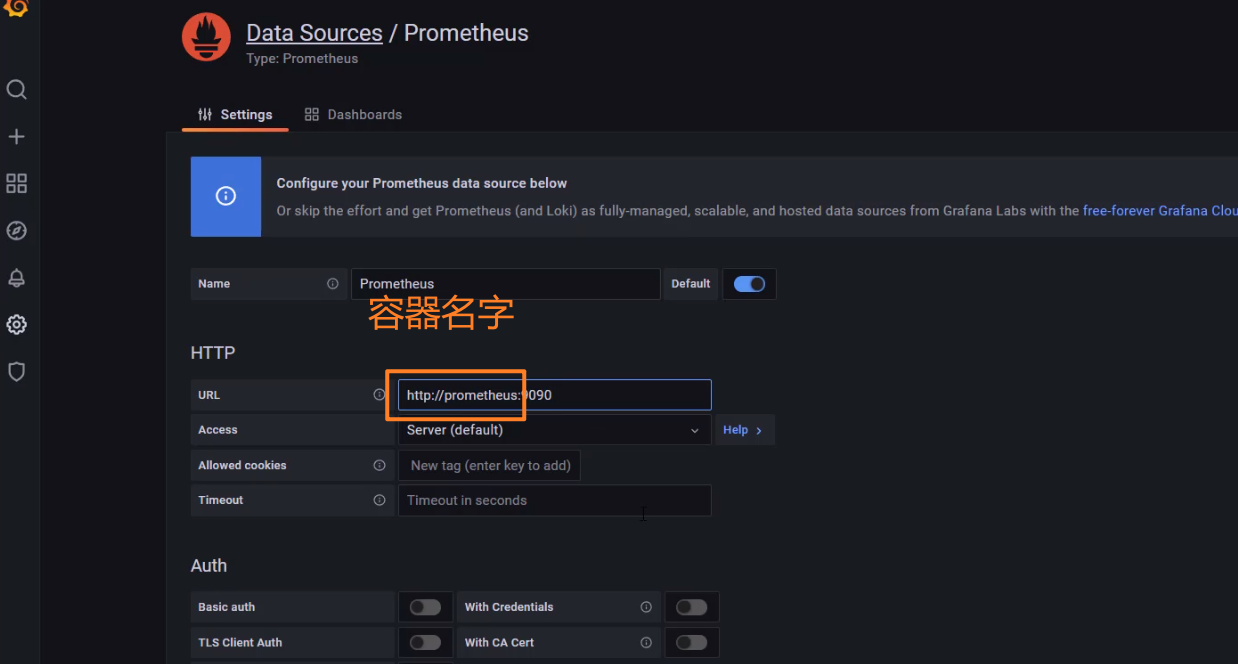 Data Sources / Prometheus
Type: Prometheus
Settings
Dashboards
Configure your Prometheus data source below
Or skip the effort and get Prometheus (and Loki) as fully-managed, scalable, and hosted data sources from Grafana Labs with the free-forever Grafana Clou
Name
Prometheus
Default
容器名字
HTTP
URL
http://prometheus:9090
Access
Server (default)
Help
Allowed cookies
New tag (enter key to add)
Timeout
Timeout in seconds
Auth
Basic auth
With Credentials
TLS Client Auth
With CA Cert